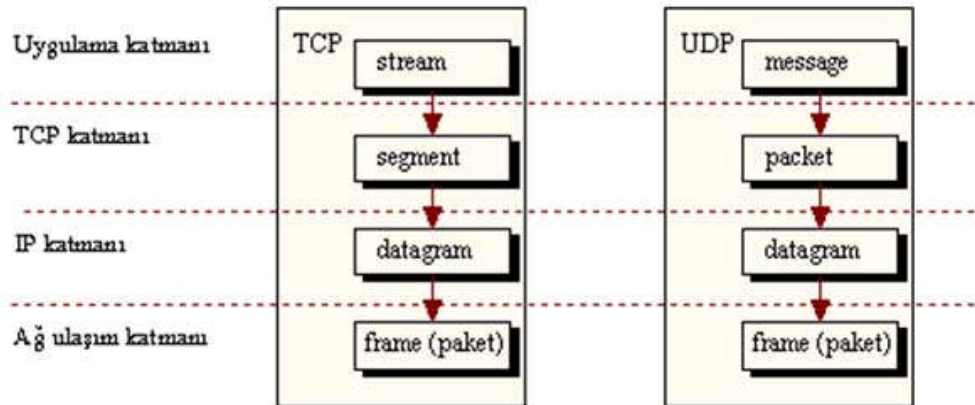 Uygulama katmanı
TCP
stream
UDP
message
TCP katmanı
segment
packet
IP katmanı
datagram
datagram
Ağ ulaşım katmanı
frame (paket)
frame (paket)